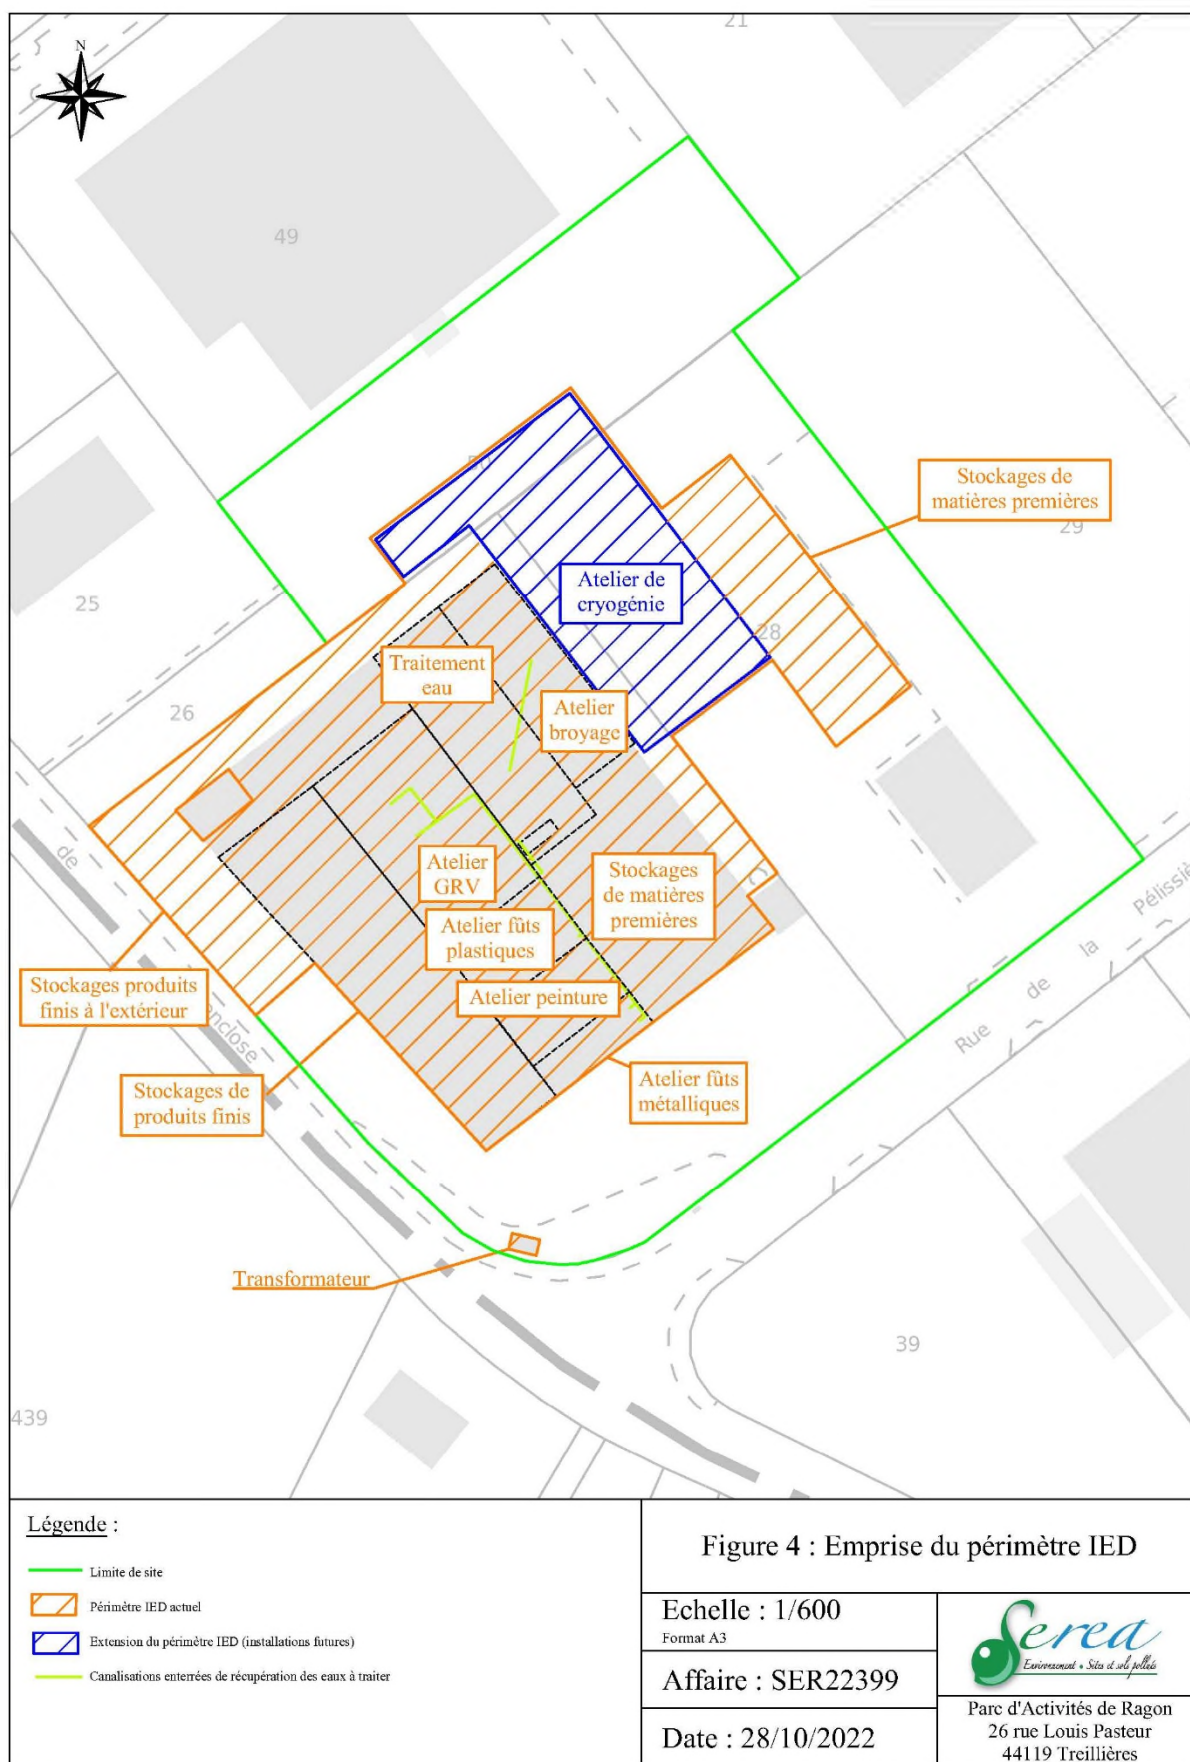 21
N
49
50
Stockages de
matières premières
29
25
Atelier de
cryogénie
28
Traitement
eau
26
Atelier
broyage
de
Atelier
GRV
Stockages
de matières
premières
C
Pélissiè
Atelier fûts
plastiques
la
Stockages produits
finis à l'extérieur
Atelier peinture
de
enclose
Rue
Stockages de
produits finis
Atelier fûts
métalliques
Transformateur
39
439
Légende :
Limite de site
Périmètre IED actuel
Extension du périmètre IED (installations futures)
Canalisations enterrées de récupération des eaux à traiter
Figure 4 : Emprise du périmètre IED
Echelle : 1/600
Format A3
Affaire : SER22399
Date : 28/10/2022
Serea
Environnement • Sites et sols pollués
Parc d'Activités de Ragon
26 rue Louis Pasteur
44119 Treillières